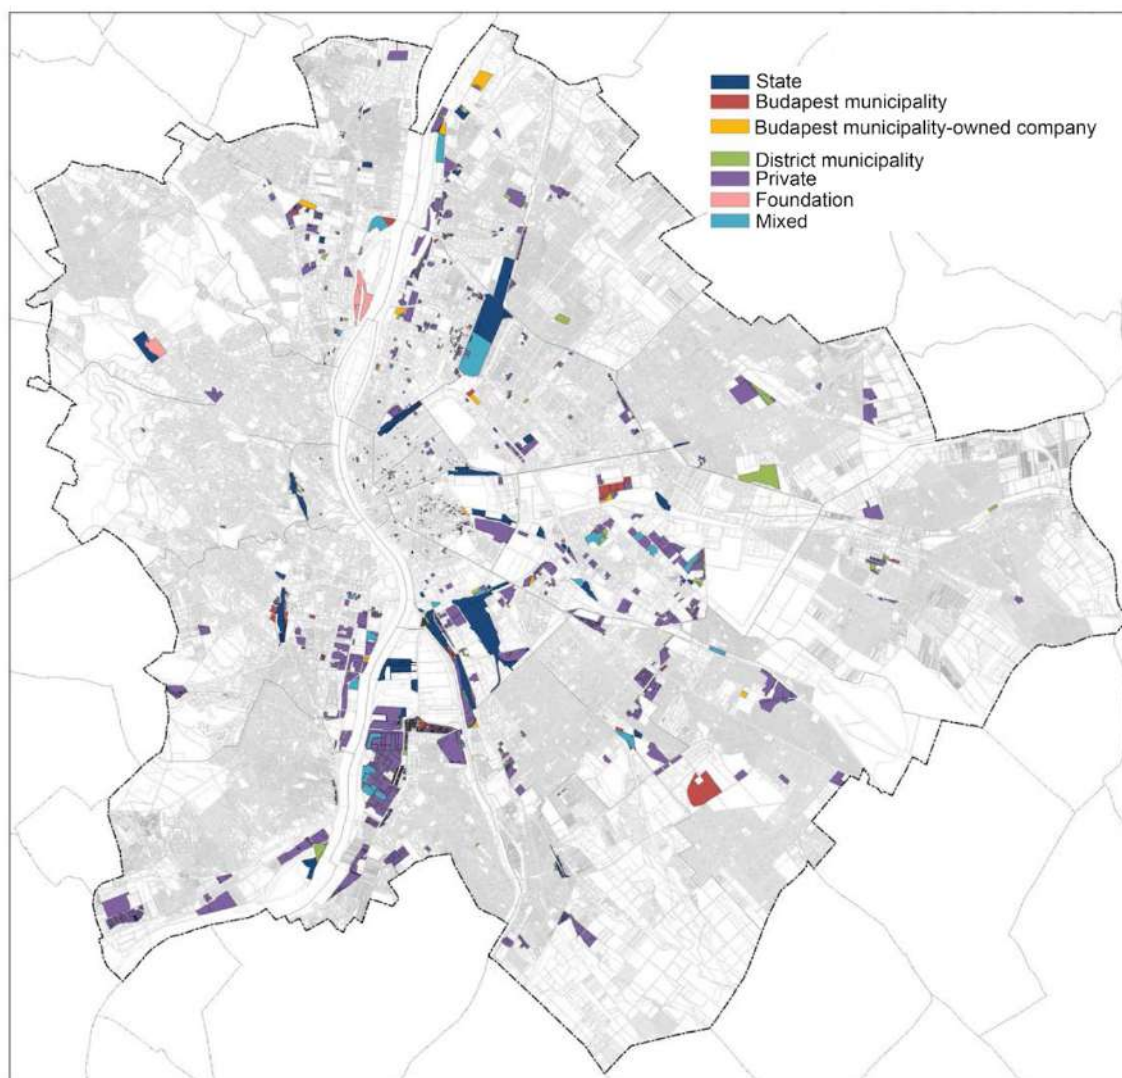 State
Budapest municipality
Budapest municipality-owned company
District municipality
Private
Foundation
Mixed